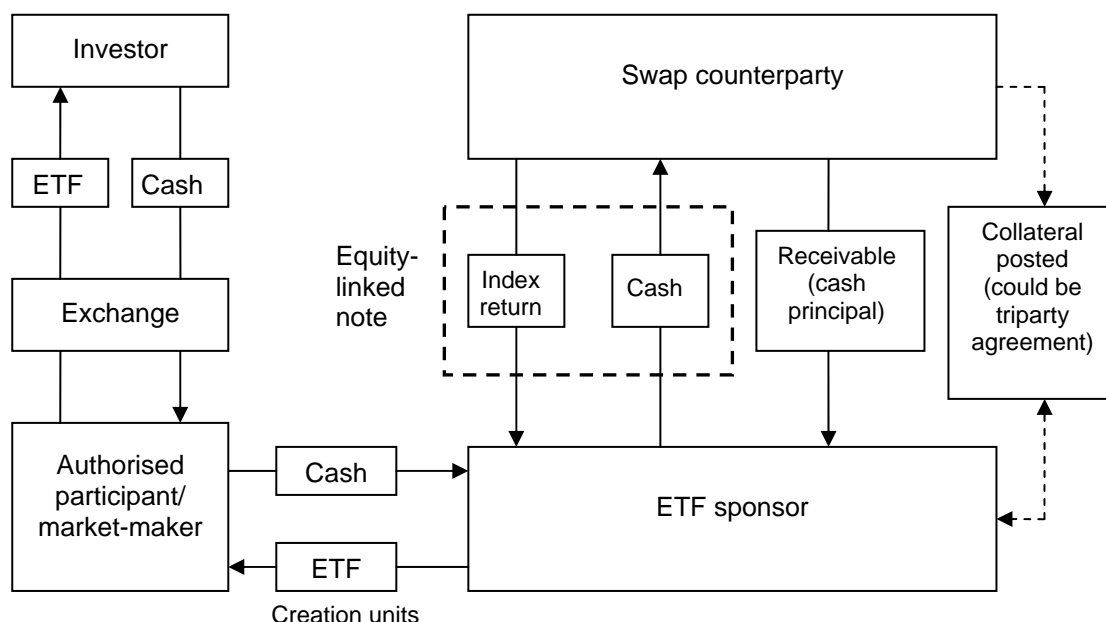 Investor
Swap counterparty
ETF
Cash
Equity-
linked
note
Index
return
Cash
Receivable
(cash
principal)
Collateral
posted
(could be
triparty
agreement)
Exchange
Authorised
participant/
market-maker
Cash
ETF sponsor
ETF
Creation units